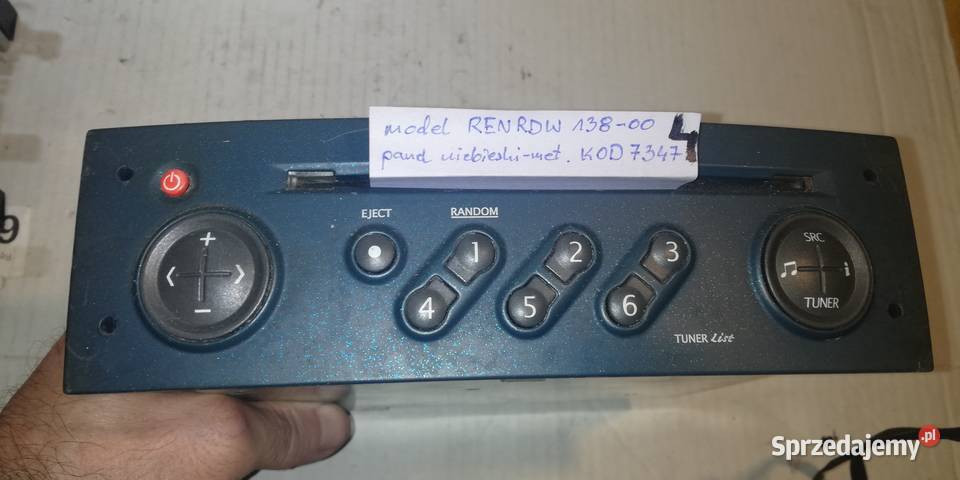 model RENRDW 138-00
panel niebieski-met. KOD 7347
4
9
EJECT
RANDOM
1
2
3
4
5
6
+
-
SRC
TUNER
TUNER List
Sprzedajemy.pl